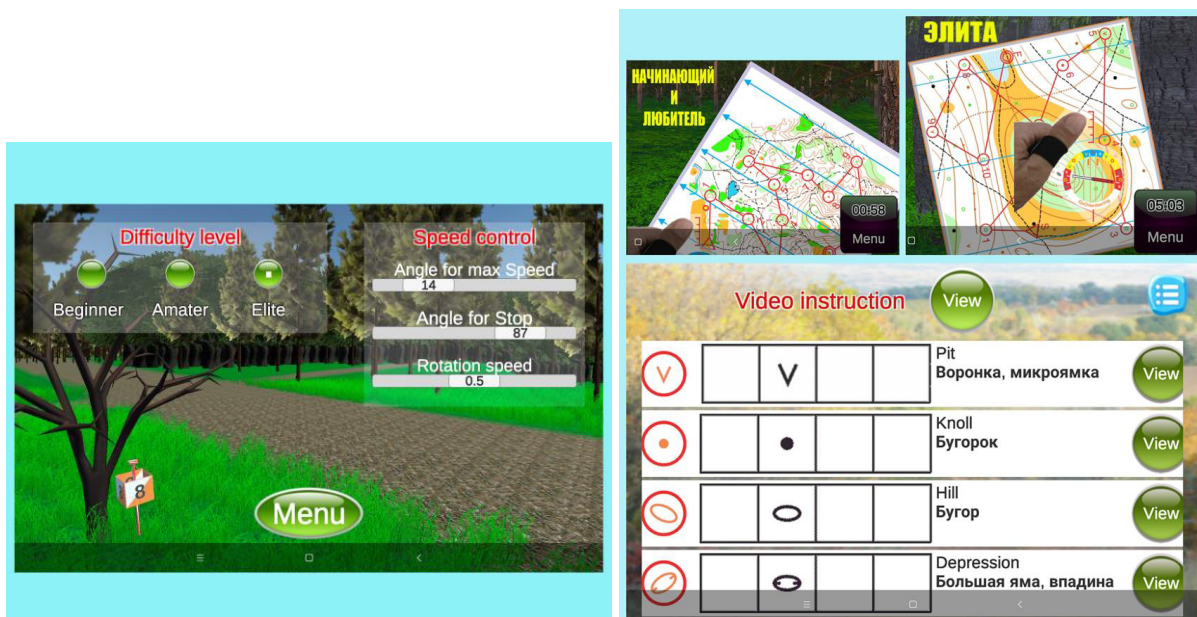 Difficulty level
Beginner
Amater
Elite
Speed control
Angle for max Speed
14
Angle for Stop
87
Rotation speed
0.5
8
Menu
НАЧИНАЮЩИЙ
И
ЛЮБИТЕЛЬ
00:58
Menu
ЭЛИТА
05:03
Menu
Video instruction
View
Pit
Воронка, микроямка
View
Knoll
Бугорок
View
Hill
Бугор
View
Depression
Большая яма, впадина
View